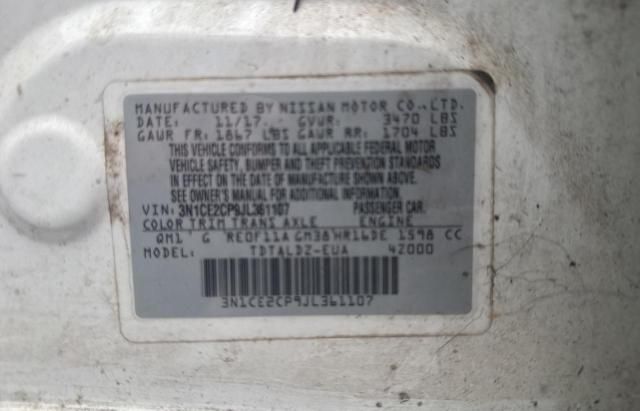 MANUFACTURED BY NISSAN MOTOR CO.,LTD.
DATE: 11/17 GVWR: 3470 LBS
GAWR FR: 1867 LBS GAWR RR: 1704 LBS
THIS VEHICLE CONFORMS TO ALL APPLICABLE FEDERAL MOTOR
VEHICLE SAFETY, BUMPER AND THEFT PREVENTION STANDARDS
IN EFFECT ON THE DATE OF MANUFACTURE SHOWN ABOVE.
SEE OWNER'S MANUAL FOR ADDITIONAL INFORMATION
VIN: 3N1CE2CP9JL361107 PASSENGER CAR.
COLOR TRIM TRANS AXLE ENGINE
QM1 G RE0F11A GM38 HR16DE 1598 CC
MODEL: TDTALDZ-EUA 42000
3N1CE2CP9JL361107